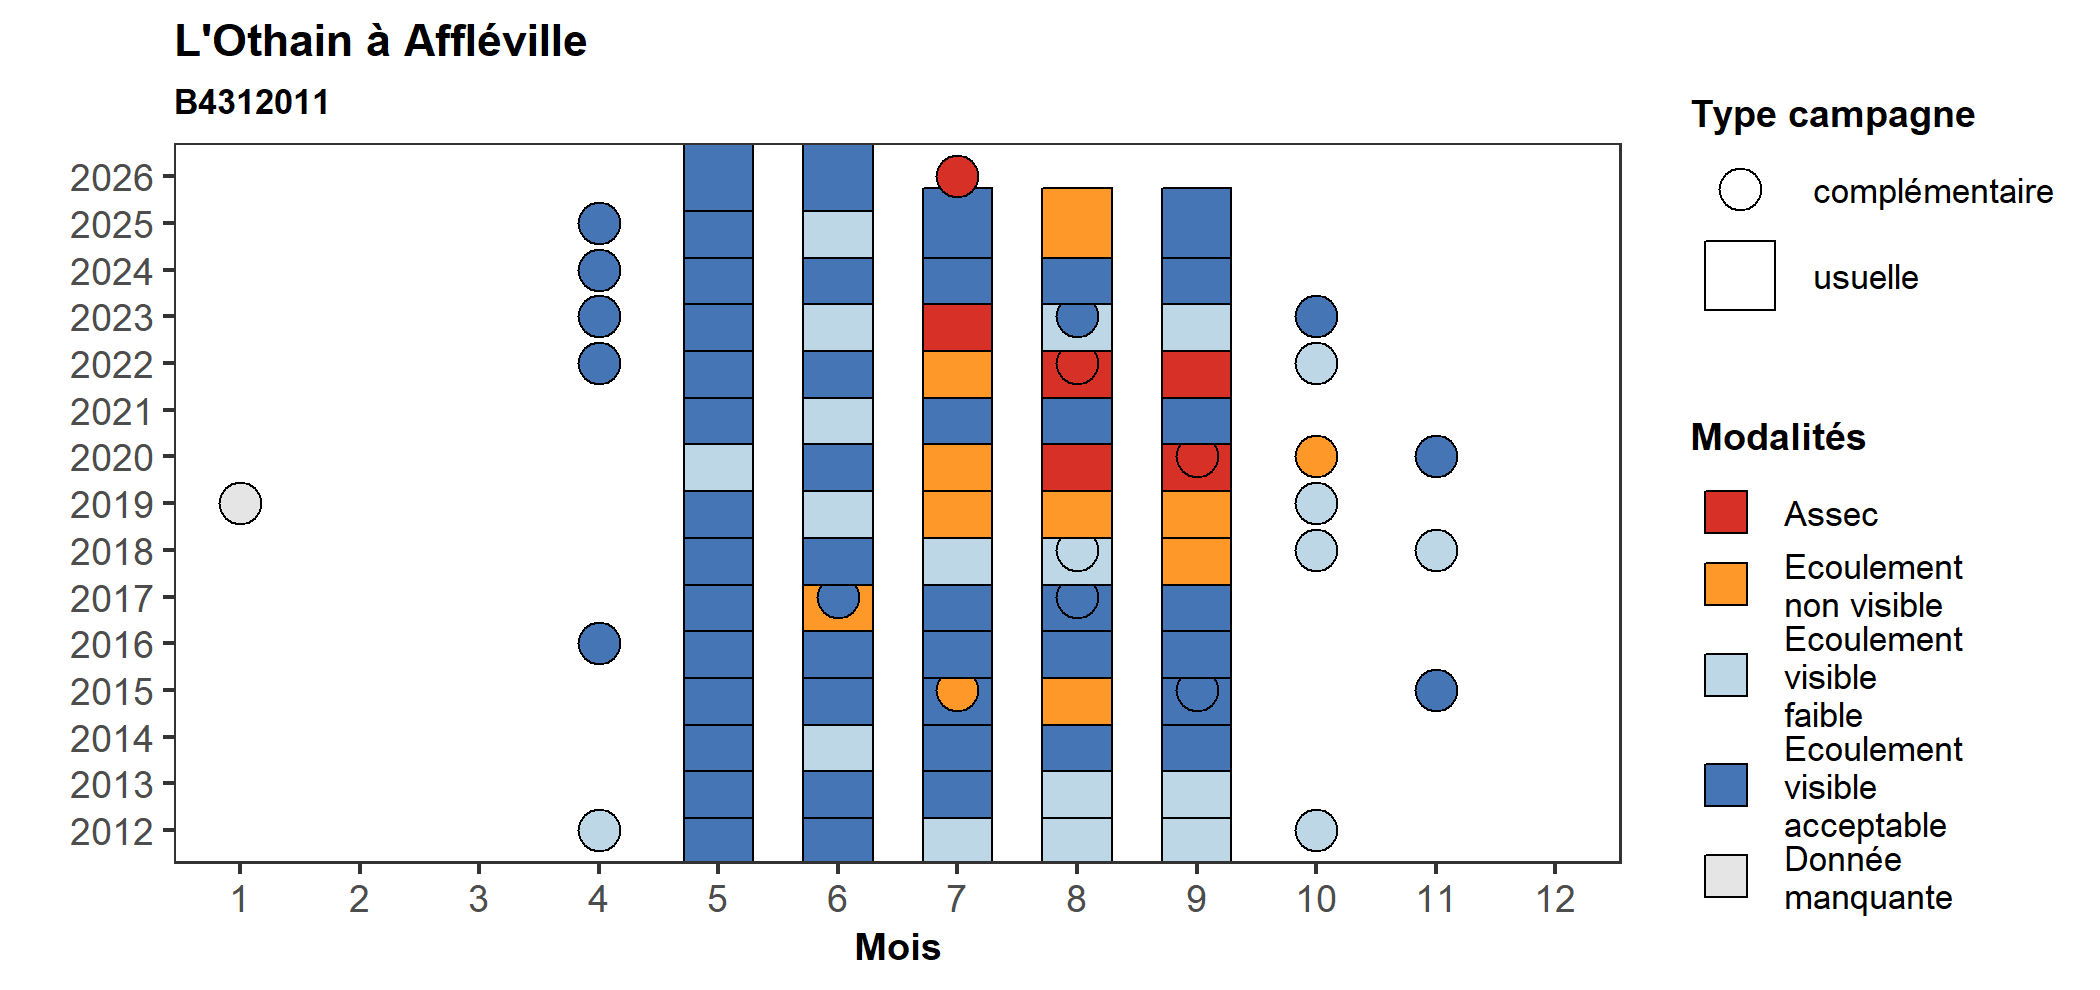 L'Othain à Affléville
B4312011
2026
2025
2024
2023
2022
2021
2020
2019
2018
2017
2016
2015
2014
2013
2012
1 2 3 4 5 6 7 8 9 10 11 12
Mois
Type campagne
complémentaire
usuelle
Modalités
Assec
Ecoulement
non visible
Ecoulement
visible
faible
Ecoulement
visible
acceptable
Donnée
manquante